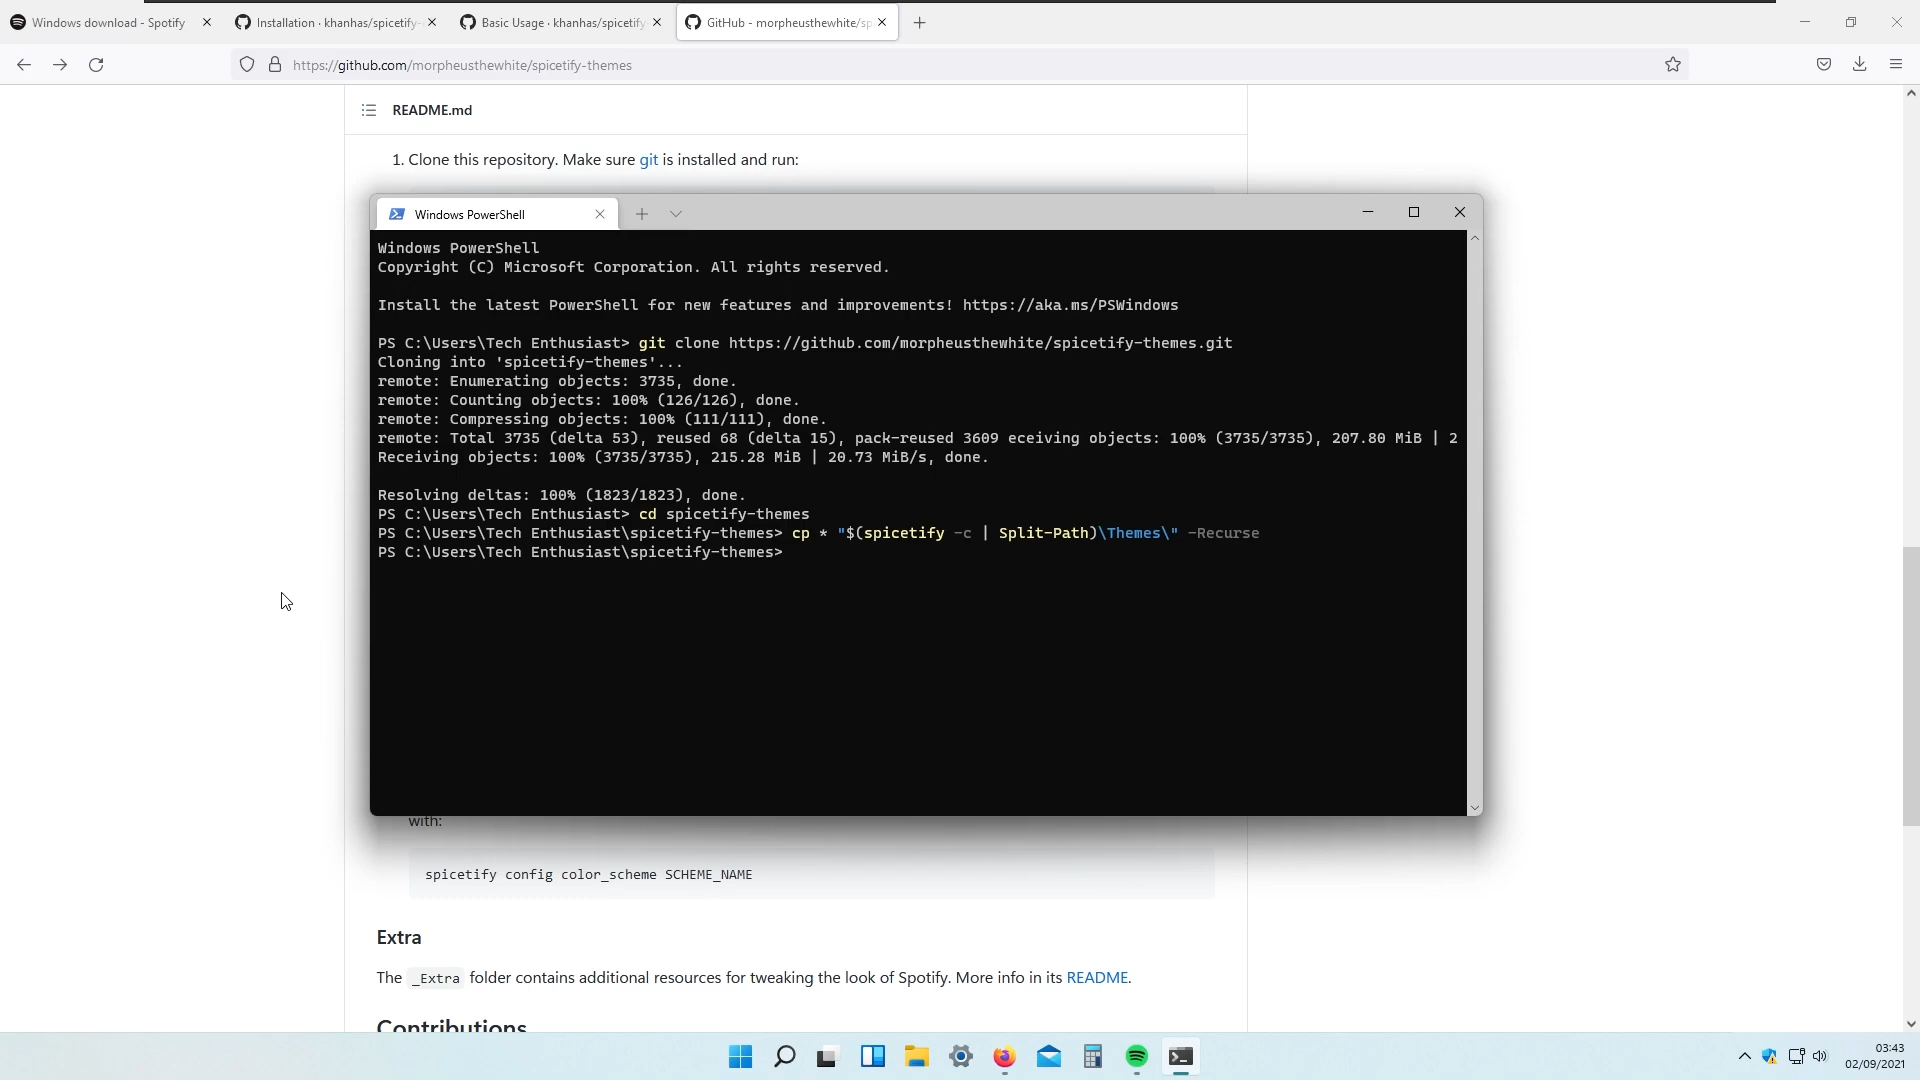 Windows download - Spotify
Installation · khanhas/spicetify-
Basic Usage · khanhas/spicetify
GitHub - morpheusthewhite/sp
https://github.com/morpheusthewhite/spicetify-themes
README.md
1. Clone this repository. Make sure git is installed and run:
Windows PowerShell
Windows PowerShell
Copyright (C) Microsoft Corporation. All rights reserved.
Install the latest PowerShell for new features and improvements! https://aka.ms/PSWindows
PS C:\Users\Tech Enthusiast> git clone https://github.com/morpheusthewhite/spicetify-themes.git
Cloning into 'spicetify-themes'...
remote: Enumerating objects: 3735, done.
remote: Counting objects: 100% (126/126), done.
remote: Compressing objects: 100% (111/111), done.
remote: Total 3735 (delta 53), reused 68 (delta 15), pack-reused 3609 eceiving objects: 100% (3735/3735), 207.80 MiB | 2
Receiving objects: 100% (3735/3735), 215.28 MiB | 20.73 MiB/s, done.
Resolving deltas: 100% (1823/1823), done.
PS C:\Users\Tech Enthusiast> cd spicetify-themes
PS C:\Users\Tech Enthusiast\spicetify-themes> cp * "$(spicetify -c | Split-Path)\Themes\" -Recurse
PS C:\Users\Tech Enthusiast\spicetify-themes>
with:
spicetify config color_scheme SCHEME_NAME
Extra
The _Extra folder contains additional resources for tweaking the look of Spotify. More info in its README.
Contributions
03:43
02/09/2021